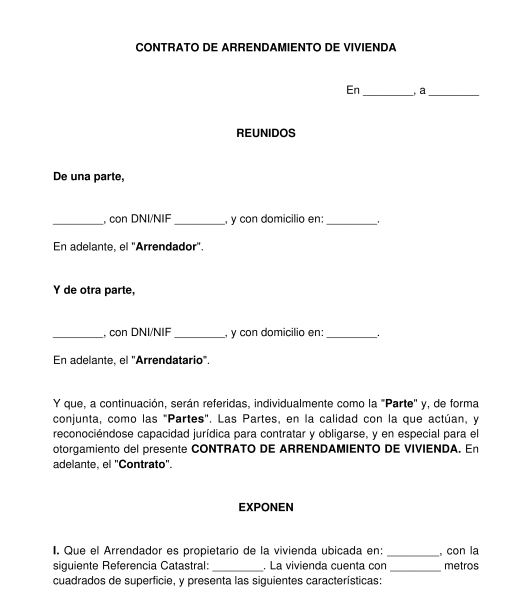 CONTRATO DE ARRENDAMIENTO DE VIVIENDA
En ________, a ________
REUNIDOS
De una parte,
________, con DNI/NIF ________, y con domicilio en: ________.
En adelante, el "Arrendador".
Y de otra parte,
________, con DNI/NIF ________, y con domicilio en: ________.
En adelante, el "Arrendatario".
Y que, a continuación, serán referidas, individualmente como la "Parte" y, de forma
conjunta, como las "Partes". Las Partes, en la calidad con la que actúan, y
reconociéndose capacidad jurídica para contratar y obligarse, y en especial para el
otorgamiento del presente CONTRATO DE ARRENDAMIENTO DE VIVIENDA. En
adelante, el "Contrato".
EXPONEN
I. Que el Arrendador es propietario de la vivienda ubicada en: ________, con la
siguiente Referencia Catastral: ________. La vivienda cuenta con ________ metros
cuadrados de superficie, y presenta las siguientes características: